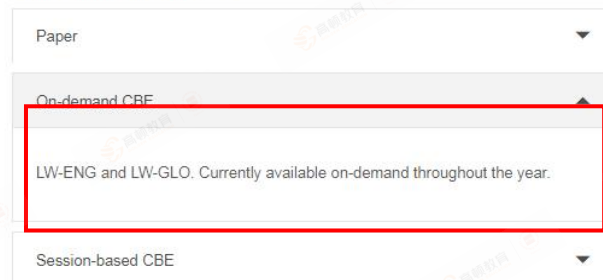 Paper
On-demand CBE
LW-ENG and LW-GLO. Currently available on-demand throughout the year.
Session-based CBE